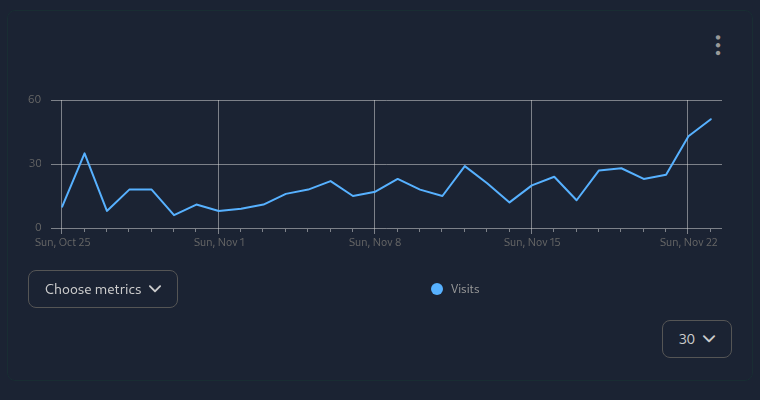 60
30
0
Sun, Oct 25 Sun, Nov 1 Sun, Nov 8 Sun, Nov 15 Sun, Nov 22
Choose metrics
Visits
30